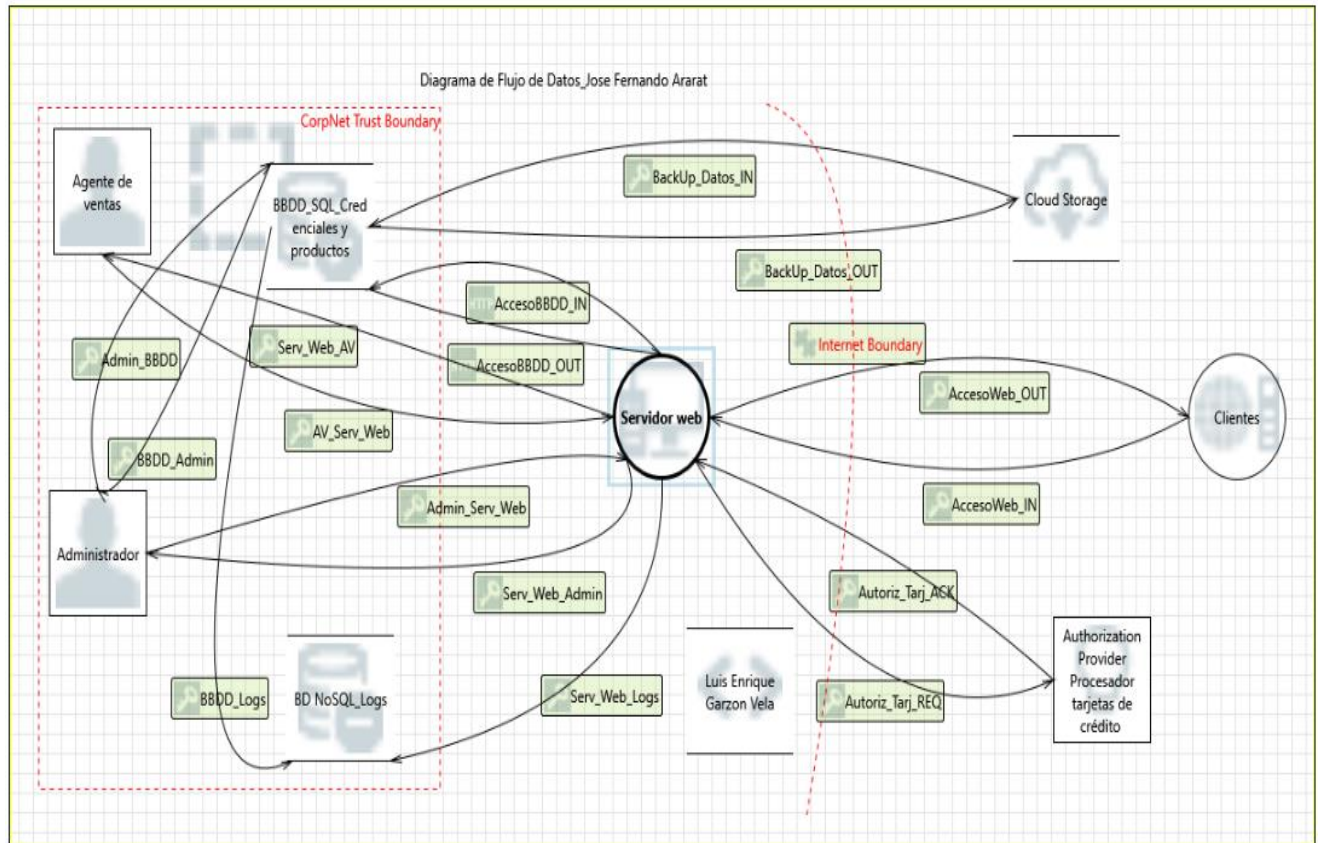 Diagrama de Flujo de Datos_Jose Fernando Ararat
CorpNet Trust Boundary
Agente de
ventas
BBDD_SQL_Cred
enciales y
productos
BackUp_Datos_IN
Cloud Storage
BackUp_Datos_OUT
AccesoBBDD_IN
Internet Boundary
Admin_BBDD
Serv_Web_AV
AccesoBBDD_OUT
AccesoWeb_OUT
Servidor web
Clientes
AV_Serv_Web
BBDD_Admin
Admin_Serv_Web
AccesoWeb_IN
Administrador
Serv_Web_Admin
Autoriz_Tarj_ACK
Authorization
Provider
Procesador
tarjetas de
crédito
BBDD_Logs
BD NoSQL_Logs
Serv_Web_Logs
Luis Enrique
Garzon Vela
Autoriz_Tarj_REQ